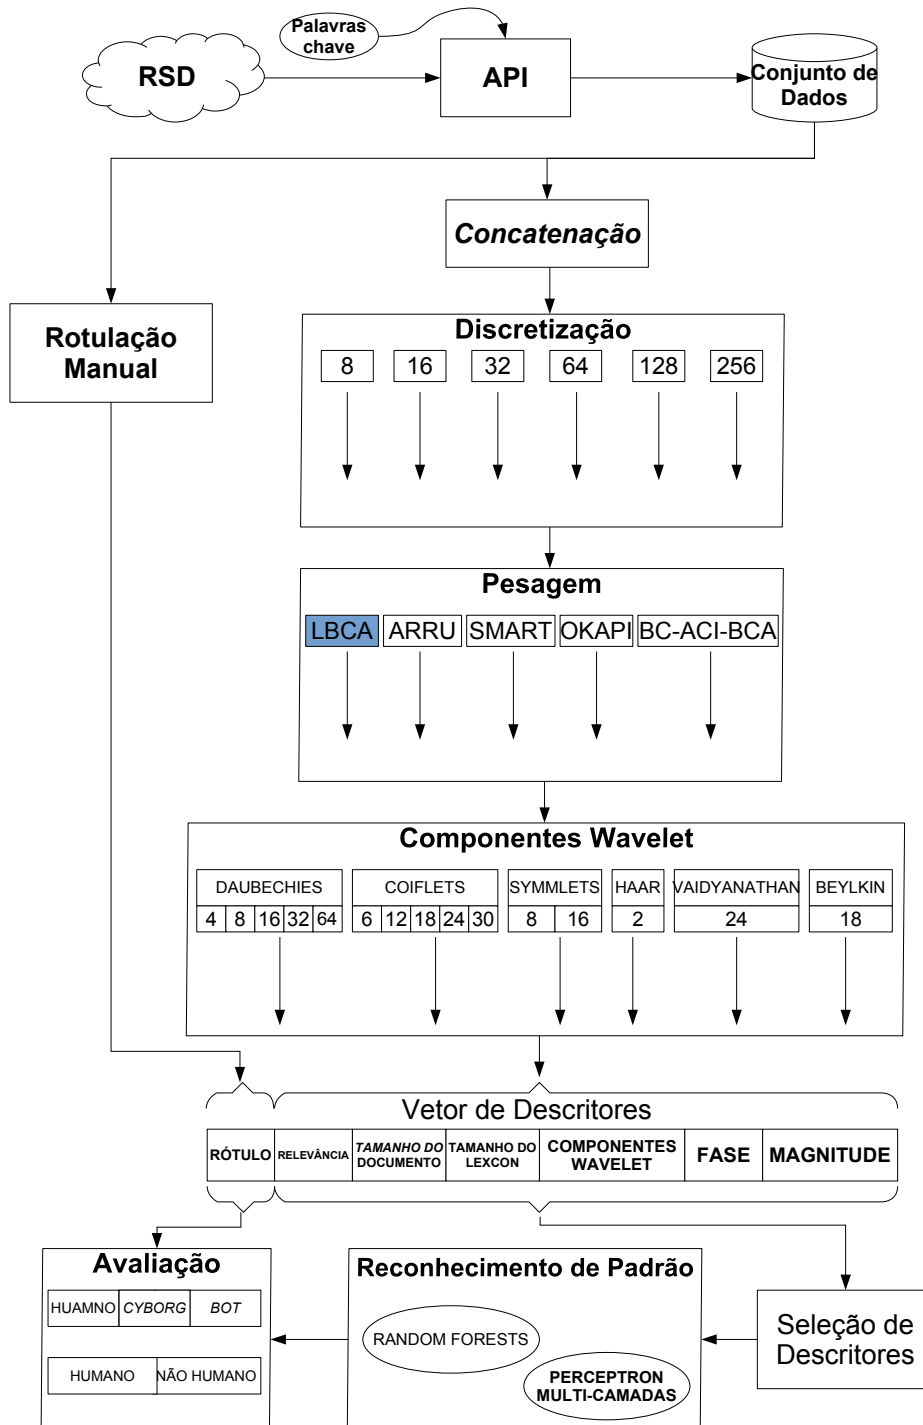 Palavras
chave
RSD
API
Conjunto de
Dados
Concatenação
Rotulação
Manual
Discretização
8 16 32 64 128 256
Pesagem
LBCA ARRU SMART OKAPI BC-ACI-BCA
Componentes Wavelet
DAUBECHIES COIFLETS SYMMLETS HAAR VAIDYANATHAN BEYLKIN
4 8 16 32 64 6 12 18 24 30 8 16 2 24 18
Vetor de Descritores
RÓTULO
RELEVÂNCIA
TAMANHO DO
DOCUMENTO
TAMANHO DO
LEXCON
COMPONENTES
WAVELET
FASE
MAGNITUDE
Avaliação
HUAMNO CYBORG BOT
HUMANO NÃO HUMANO
Reconhecimento de Padrão
RANDOM FORESTS
PERCEPTRON
MULTI-CAMADAS
Seleção de
Descritores